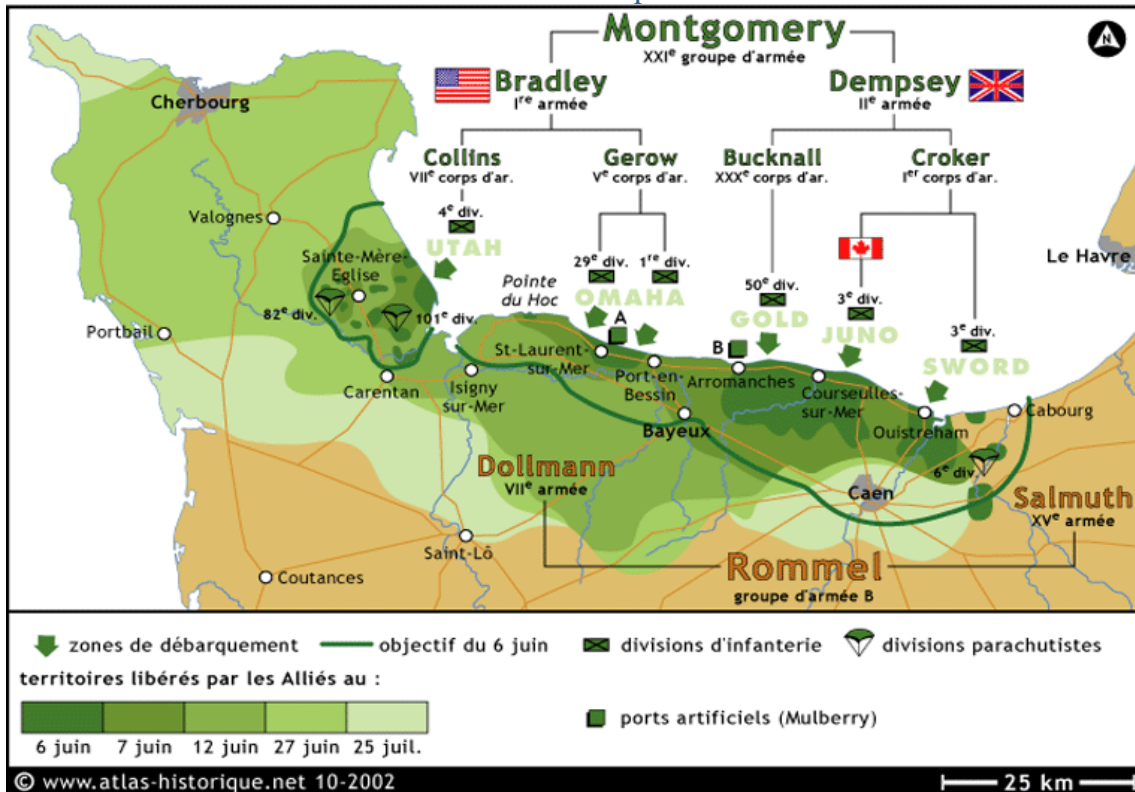 Montgomery
XXIe groupe d'armée
Bradley
Ire armée
Dempsey
IIe armée
Cherbourg
Collins
VIIe corps d'ar.
Gerow
Ve corps d'ar.
Bucknall
XXXe corps d'ar.
Croker
Ier corps d'ar.
N
4e div.
UTAH
Valognes
Sainte-Mère-
Eglise
82e div.
101e div.
Pointe
du Hoc
29e div.
1re div.
OMAHA
A
50e div.
GOLD
B
3e div.
JUNO
3e div.
SWORD
Le Havre
Portbail
Carentan
Isigny
sur-Mer
St-Laurent-
sur-Mer
Port-en-
Bessin
Arromanches
Courseulles-
sur-Mer
Ouistreham
Cabourg
Bayeux
6e div.
Caen
Dollmann
VIIe armée
Salmuth
XVe armée
Saint-Lô
Coutances
Rommel
groupe d'armée B
zones de débarquement
objectif du 6 juin
divisions d'infanterie
divisions parachutistes
territoires libérés par les Alliés au :
6 juin
7 juin
12 juin
27 juin
25 juil.
ports artificiels (Mulberry)
© www.atlas-historique.net 10-2002
25 km